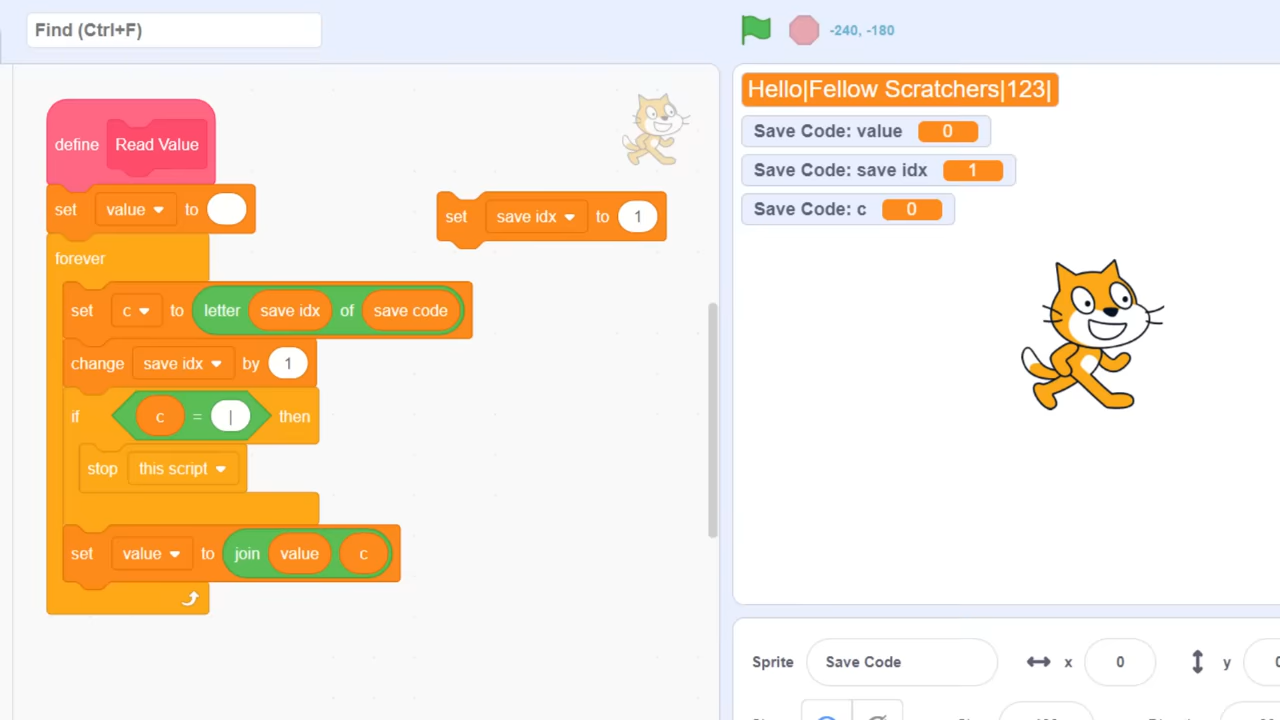 Find (Ctrl+F)
-240, -180
define Read Value
set value to
forever
set c to letter save idx of save code
change save idx by 1
if c = | then
stop this script
set value to join value c
set save idx to 1
Hello|Fellow Scratchers|123|
Save Code: value 0
Save Code: save idx 1
Save Code: c 0
Sprite Save Code x 0 y